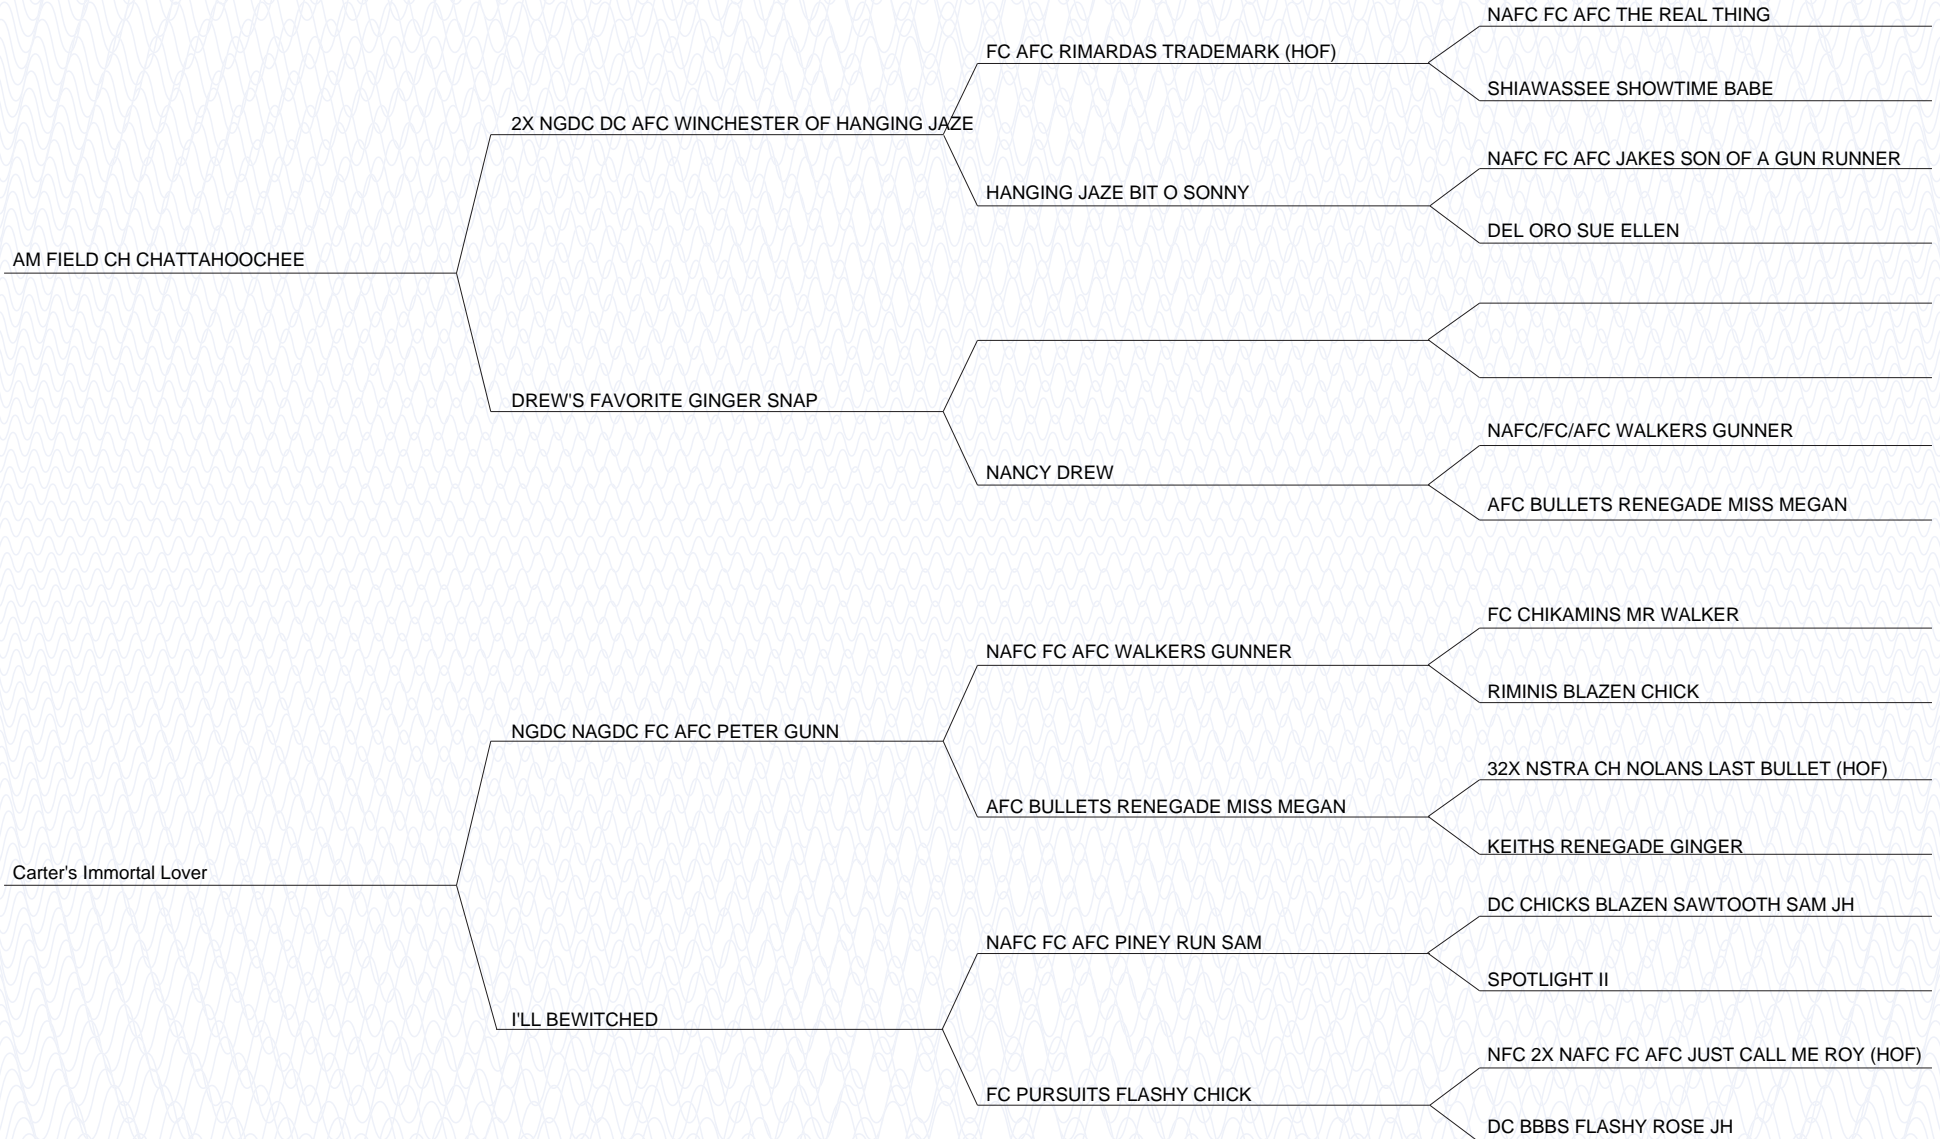 NAFC FC AFC THE REAL THING
FC AFC RIMARDAS TRADEMARK (HOF)
SHIAWASSEE SHOWTIME BABE
2X NGDC DC AFC WINCHESTER OF HANGING JAZE
NAFC FC AFC JAKES SON OF A GUN RUNNER
HANGING JAZE BIT O SONNY
DEL ORO SUE ELLEN
AM FIELD CH CHATTAHOOCHEE
DREW'S FAVORITE GINGER SNAP
NAFC/FC/AFC WALKERS GUNNER
NANCY DREW
AFC BULLETS RENEGADE MISS MEGAN
FC CHIKAMINS MR WALKER
NAFC FC AFC WALKERS GUNNER
RIMINIS BLAZEN CHICK
NGDC NAGDC FC AFC PETER GUNN
32X NSTRA CH NOLANS LAST BULLET (HOF)
AFC BULLETS RENEGADE MISS MEGAN
KEITHS RENEGADE GINGER
Carter's Immortal Lover
DC CHICKS BLAZEN SAWTOOTH SAM JH
NAFC FC AFC PINEY RUN SAM
SPOTLIGHT II
I'LL BEWITCHED
NFC 2X NAFC FC AFC JUST CALL ME ROY (HOF)
FC PURSUITS FLASHY CHICK
DC BBBS FLASHY ROSE JH